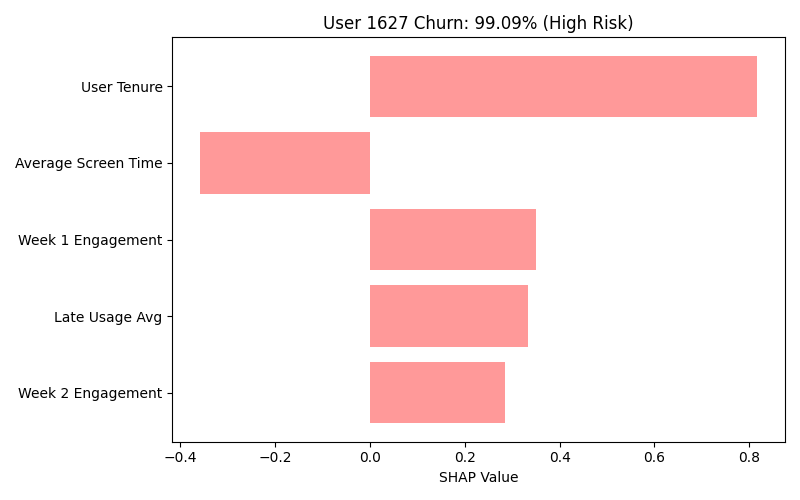 User 1627 Churn: 99.09% (High Risk)
User Tenure
Average Screen Time
Week 1 Engagement
Late Usage Avg
Week 2 Engagement
−0.4 −0.2 0.0 0.2 0.4 0.6 0.8
SHAP Value